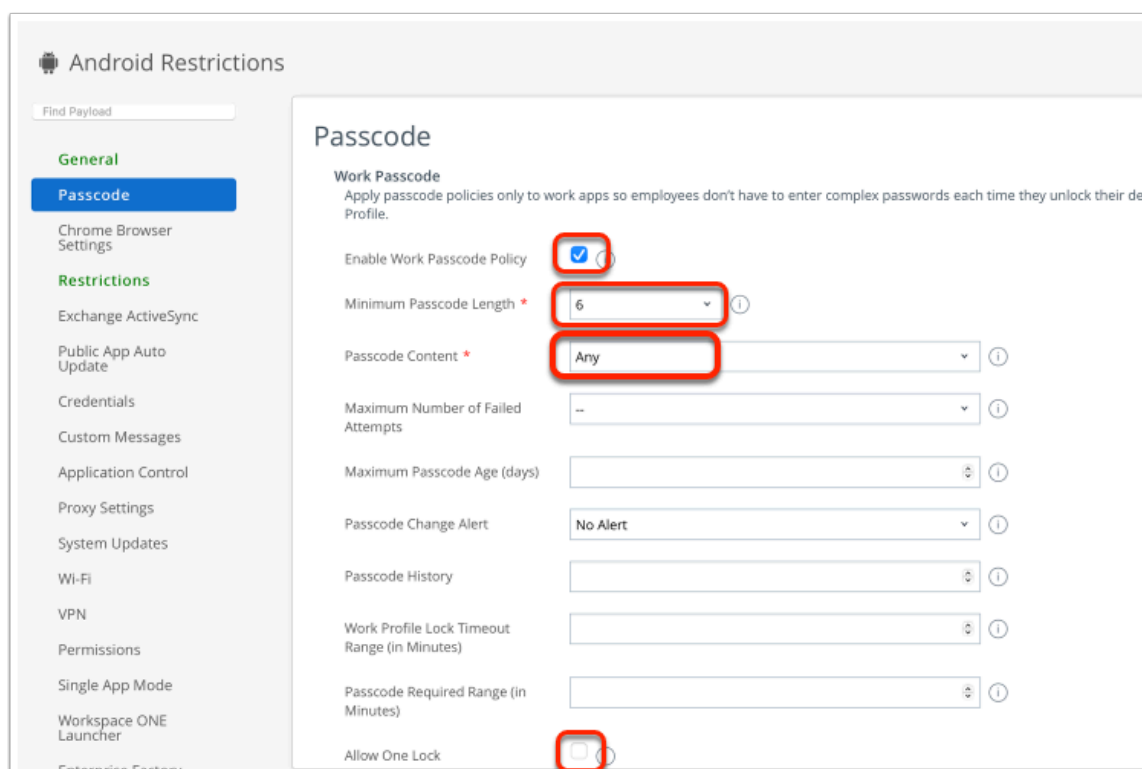 Android Restrictions
Find Payload
General
Passcode
Chrome Browser
Settings
Restrictions
Exchange ActiveSync
Public App Auto
Update
Credentials
Custom Messages
Application Control
Proxy Settings
System Updates
Wi-Fi
VPN
Permissions
Single App Mode
Workspace ONE
Launcher
Passcode
Work Passcode
Apply passcode policies only to work apps so employees don't have to enter complex passwords each time they unlock their de
Profile.
Enable Work Passcode Policy
Minimum Passcode Length *
6
Passcode Content *
Any
Maximum Number of Failed
Attempts
--
Maximum Passcode Age (days)
Passcode Change Alert
No Alert
Passcode History
Work Profile Lock Timeout
Range (in Minutes)
Passcode Required Range (in
Minutes)
Allow One Lock